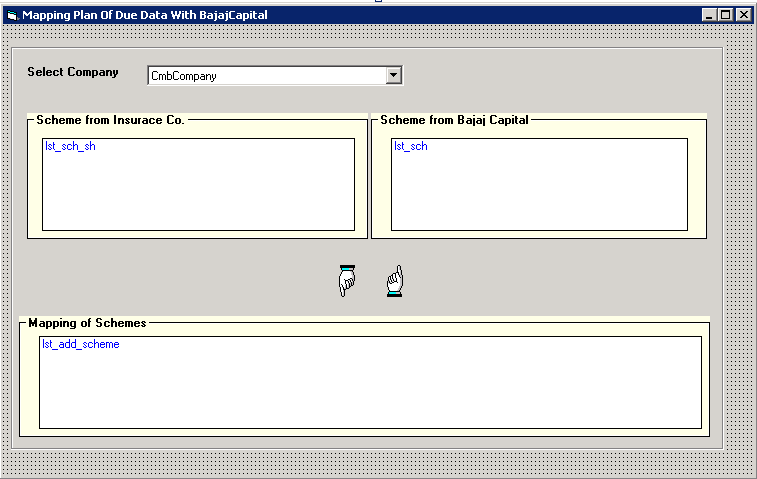 Mapping Plan Of Due Data With BajajCapital
Select Company
CmbCompany
Scheme from Insurace Co.
Scheme from Bajaj Capital
lst_sch_sh
lst_sch
Mapping of Schemes
lst_add_scheme